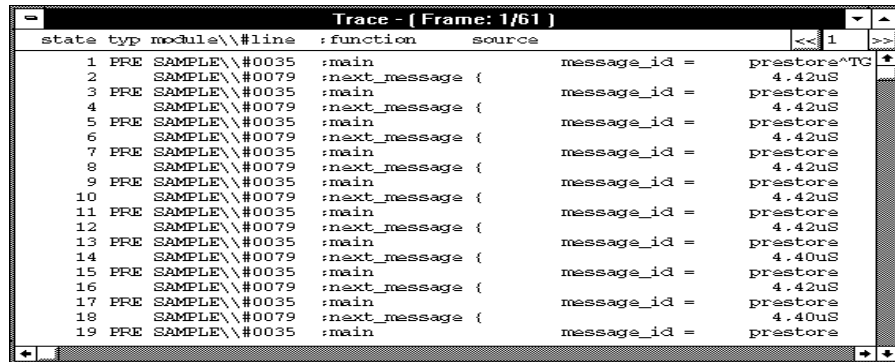 Trace - ( Frame: 1/61 )
state typ module\\#line :function source << 1 >>
1 PRE SAMPLE\\#0035 :main message_id = prestore^TG
2 SAMPLE\\#0079 :next_message { 4.42uS
3 PRE SAMPLE\\#0035 :main message_id = prestore
4 SAMPLE\\#0079 :next_message { 4.42uS
5 PRE SAMPLE\\#0035 :main message_id = prestore
6 SAMPLE\\#0079 :next_message { 4.42uS
7 PRE SAMPLE\\#0035 :main message_id = prestore
8 SAMPLE\\#0079 :next_message { 4.42uS
9 PRE SAMPLE\\#0035 :main message_id = prestore
10 SAMPLE\\#0079 :next_message { 4.42uS
11 PRE SAMPLE\\#0035 :main message_id = prestore
12 SAMPLE\\#0079 :next_message { 4.42uS
13 PRE SAMPLE\\#0035 :main message_id = prestore
14 SAMPLE\\#0079 :next_message { 4.40uS
15 PRE SAMPLE\\#0035 :main message_id = prestore
16 SAMPLE\\#0079 :next_message { 4.42uS
17 PRE SAMPLE\\#0035 :main message_id = prestore
18 SAMPLE\\#0079 :next_message { 4.40uS
19 PRE SAMPLE\\#0035 :main message_id = prestore